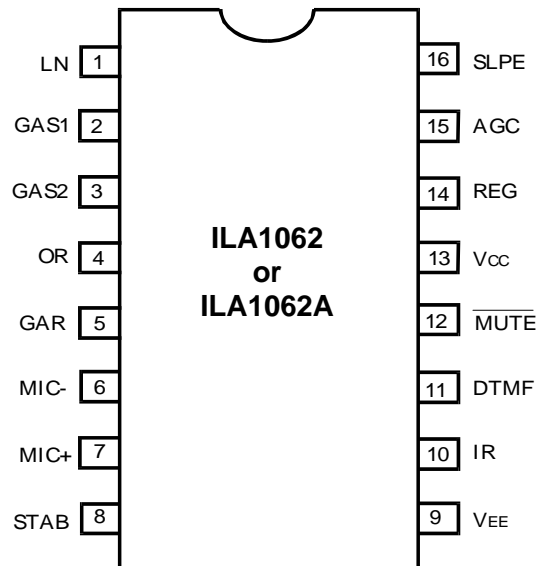 LN 1 16 SLPE
GAS1 2 15 AGC
GAS2 3 14 REG
ILA1062
or
ILA1062A
OR 4 13 VCC
GAR 5 12 MUTE
MIC- 6 11 DTMF
MIC+ 7 10 IR
STAB 8 9 VEE